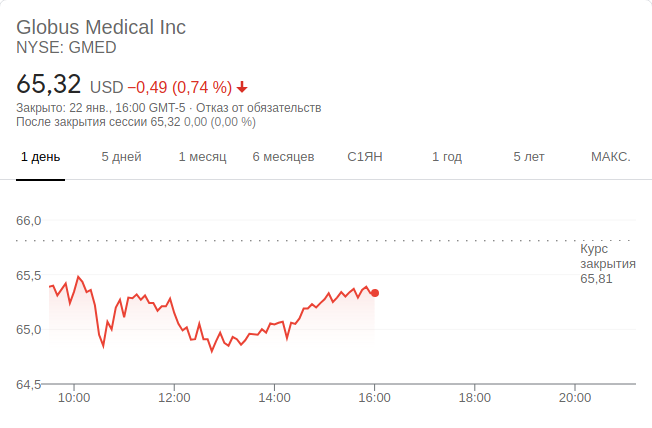 Globus Medical Inc
NYSE: GMED
65,32 USD −0,49 (0,74 %)
Закрыто: 22 янв., 16:00 GMT-5 · Отказ от обязательств
После закрытия сессии 65,32 0,00 (0,00 %)
1 день 5 дней 1 месяц 6 месяцев С1ЯН 1 год 5 лет МАКС.
66,0
Курс
закрытия
65,81
65,5
65,0
64,5
10:00 12:00 14:00 16:00 18:00 20:00